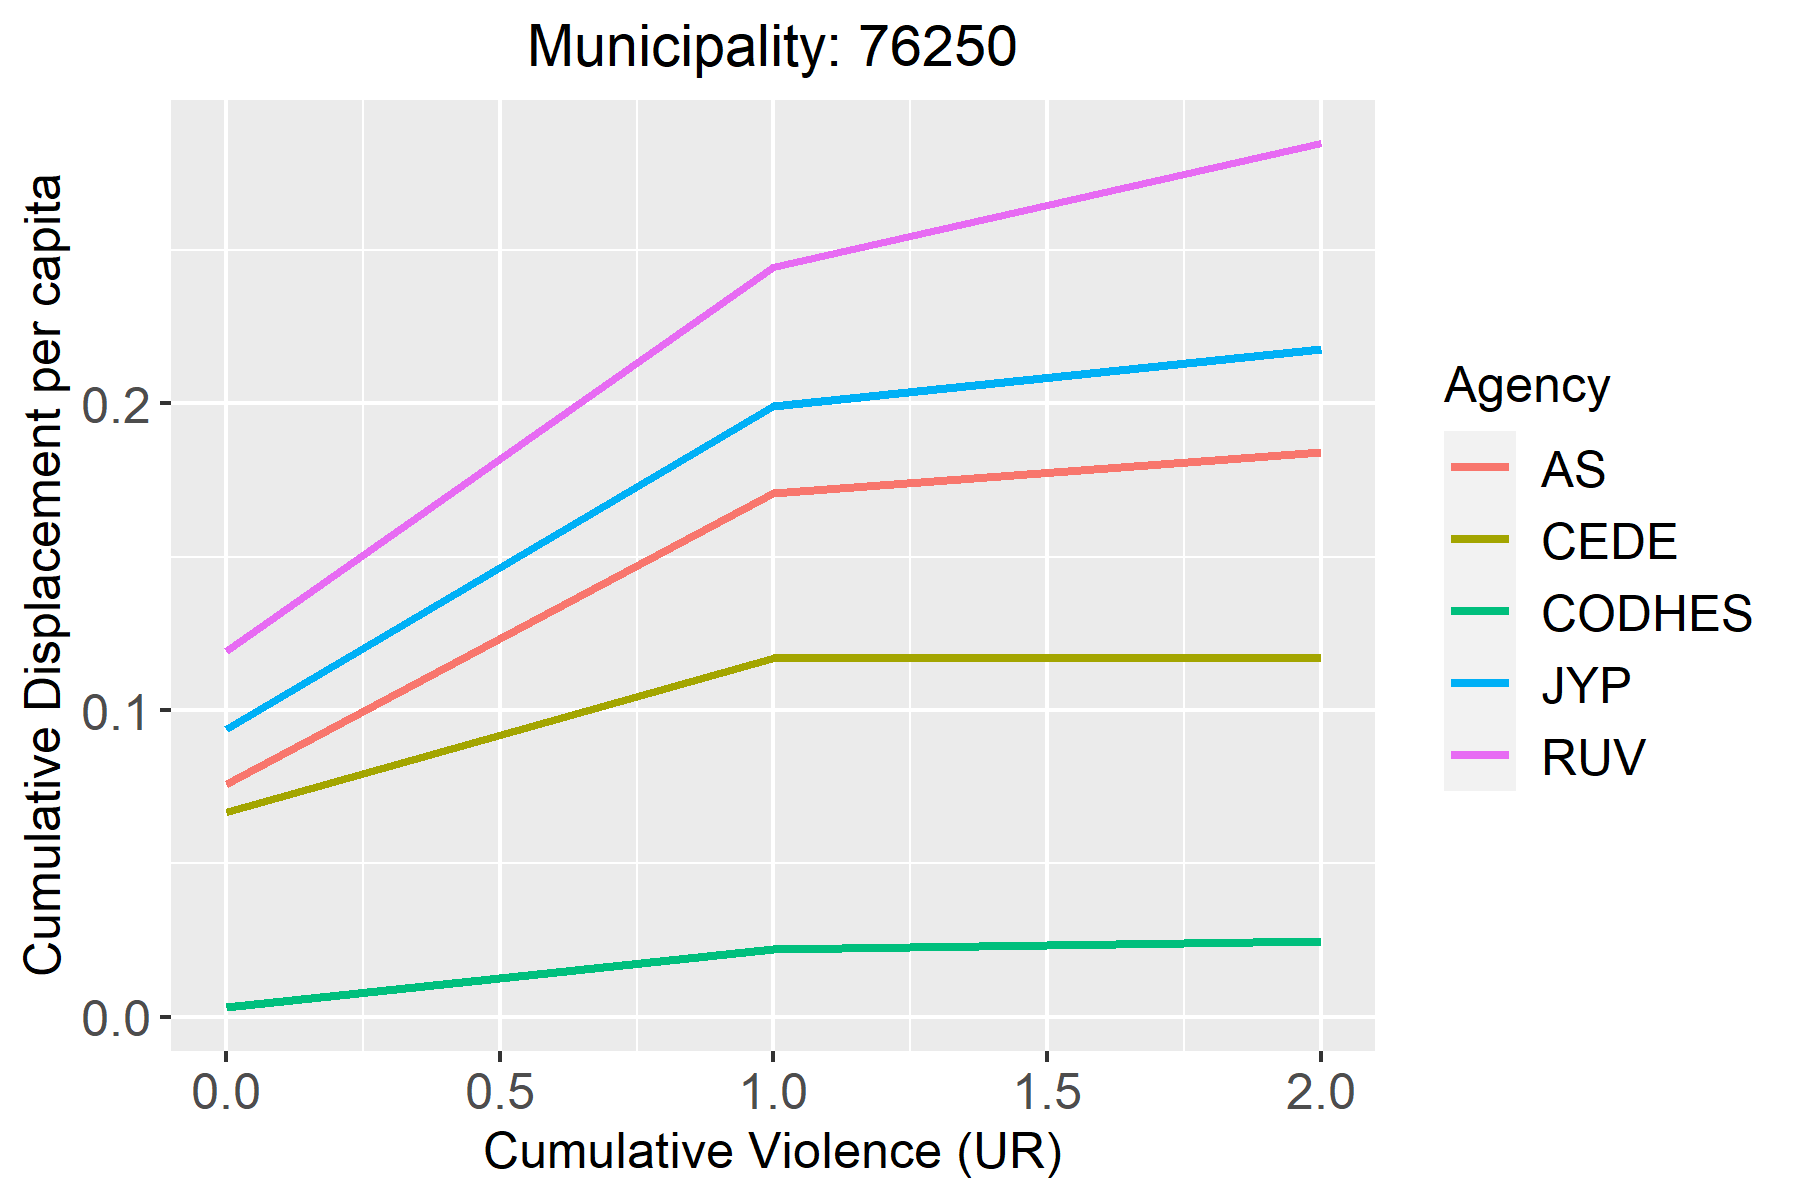 Municipality: 76250
Cumulative Displacement per capita
0.2
0.1
0.0
0.0 0.5 1.0 1.5 2.0
Cumulative Violence (UR)
Agency
AS
CEDE
CODHES
JYP
RUV